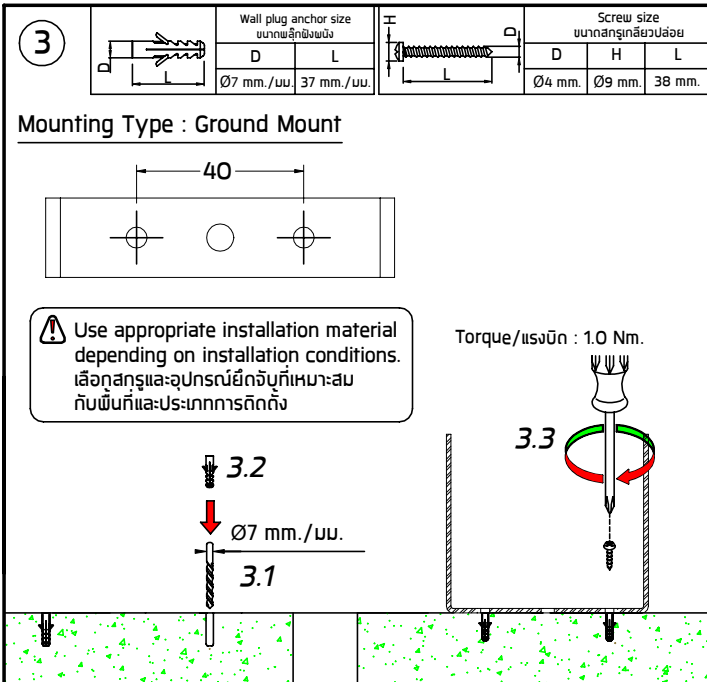 3
Wall plug anchor size
ขนาดพลุ๊กฝังผนัง
D
L
D L
Ø7 mm./มม. 37 mm./มม.
H
D
L
Screw size
ขนาดสกรูเกลียวปล่อย
D H L
Ø4 mm. Ø9 mm. 38 mm.
Mounting Type : Ground Mount
40
Use appropriate installation material
depending on installation conditions.
เลือกสกรูและอุปกรณ์ยึดจับที่เหมาะสม
กับพื้นที่และประเภทการติดตั้ง
Torque/แรงบิด : 1.0 Nm.
3.3
3.2
Ø7 mm./มม.
3.1